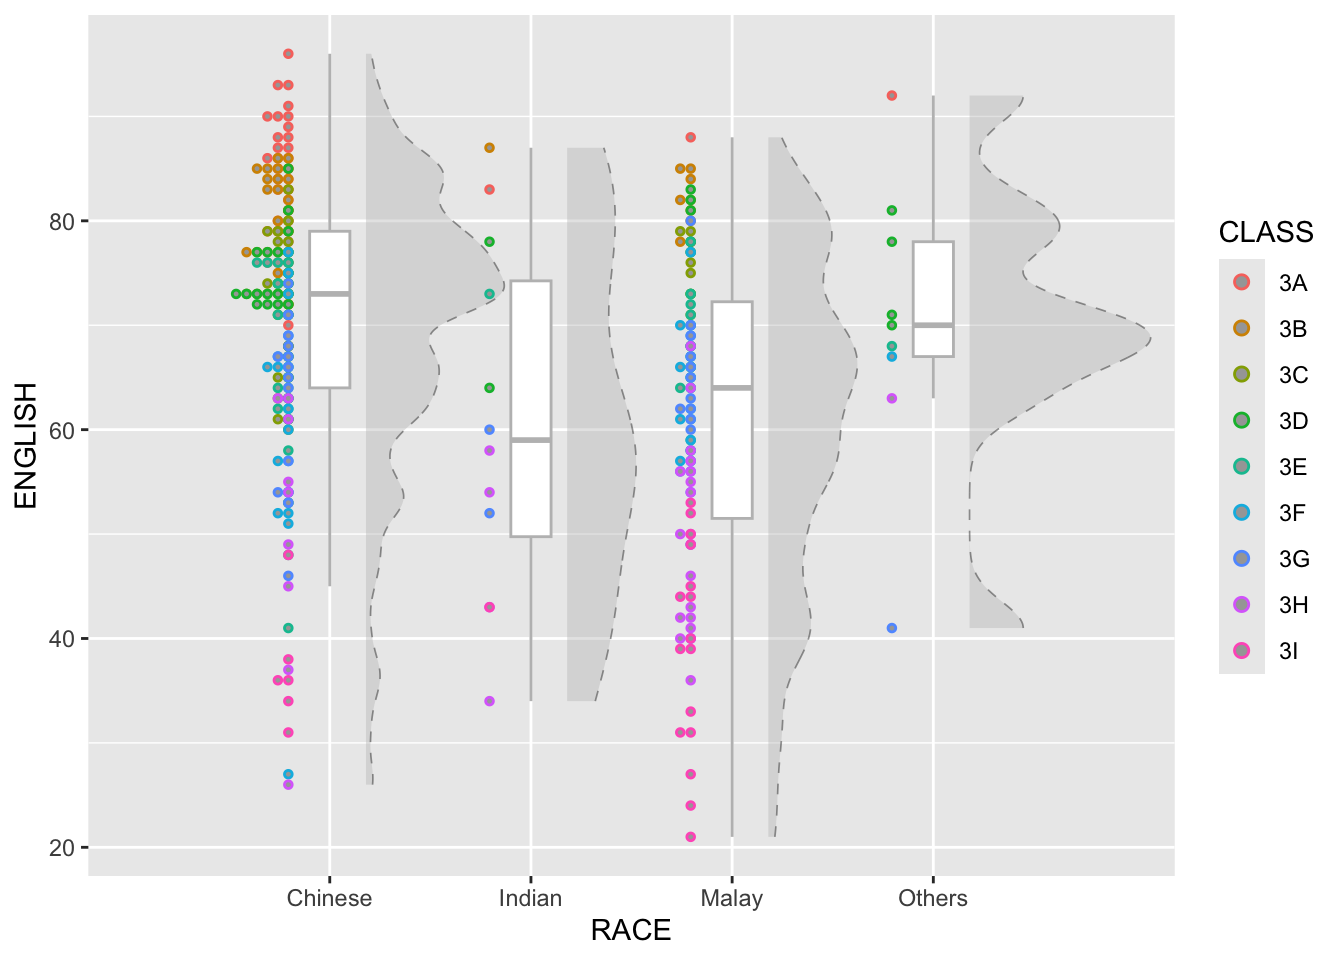 ENGLISH
80
60
40
20
Chinese
Indian
Malay
Others
RACE
CLASS
3A
3B
3C
3D
3E
3F
3G
3H
3I